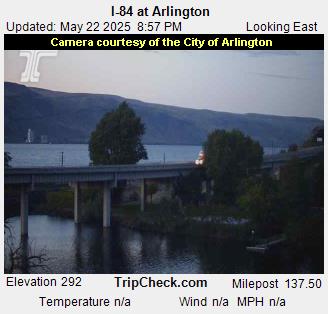 I-84 at Arlington
Updated: May 22 2025 8:57 PM Looking East
Camera courtesy of the City of Arlington
Elevation 292 TripCheck.com Milepost 137.50
Temperature n/a Wind n/a MPH n/a